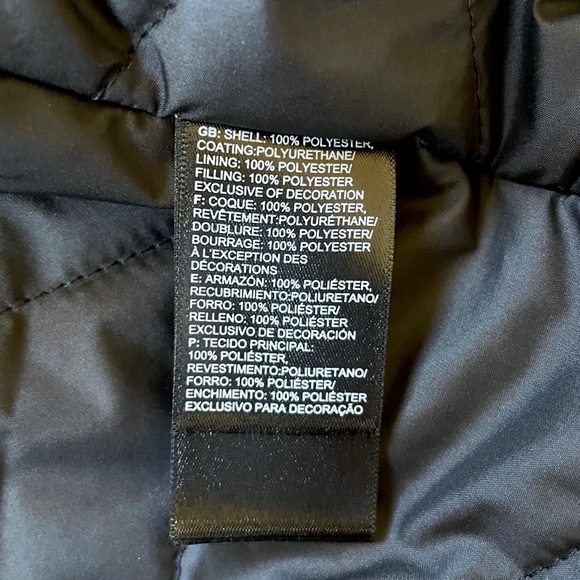 GB: SHELL: 100% POLYESTER,
COATING:POLYURETHANE/
LINING: 100% POLYESTER/
FILLING: 100% POLYESTER
EXCLUSIVE OF DECORATION
F: COQUE: 100% POLYESTER,
REVÊTEMENT:POLYURÉTHANE/
DOUBLURE: 100% POLYESTER/
BOURRAGE: 100% POLYESTER
À L'EXCEPTION DES
DÉCORATIONS
E: ARMAZÓN: 100% POLIÉSTER,
RECUBRIMIENTO:POLIURETANO/
FORRO: 100% POLIÉSTER/
RELLENO: 100% POLIÉSTER
EXCLUSIVO DE DECORACIÓN
P: TECIDO PRINCIPAL:
100% POLIÉSTER,
REVESTIMENTO:POLIURETANO/
FORRO: 100% POLIÉSTER/
ENCHIMENTO: 100% POLIÉSTER
EXCLUSIVO PARA DECORAÇÃO